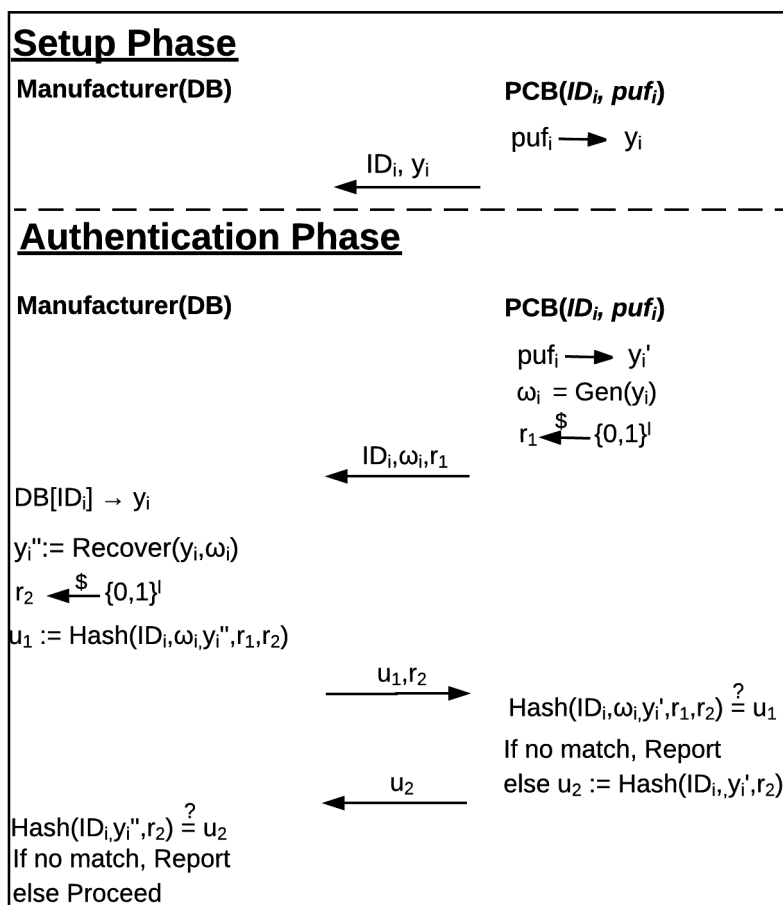 Setup Phase
Manufacturer(DB) PCB(IDᵢ, pufᵢ)
pufᵢ → yᵢ
IDᵢ, yᵢ
Authentication Phase
Manufacturer(DB) PCB(IDᵢ, pufᵢ)
pufᵢ → yᵢ'
ωᵢ = Gen(yᵢ)
r₁ ←$ {0,1}ˡ
IDᵢ,ωᵢ,r₁
DB[IDᵢ] → yᵢ
yᵢ":= Recover(yᵢ,ωᵢ)
r₂ ←$ {0,1}ˡ
u₁ := Hash(IDᵢ,ωᵢ,yᵢ",r₁,r₂)
u₁,r₂
Hash(IDᵢ,ωᵢ,yᵢ',r₁,r₂) ≟ u₁
If no match, Report
else u₂ := Hash(IDᵢ,,yᵢ',r₂)
u₂
Hash(IDᵢ,yᵢ",r₂) ≟ u₂
If no match, Report
else Proceed